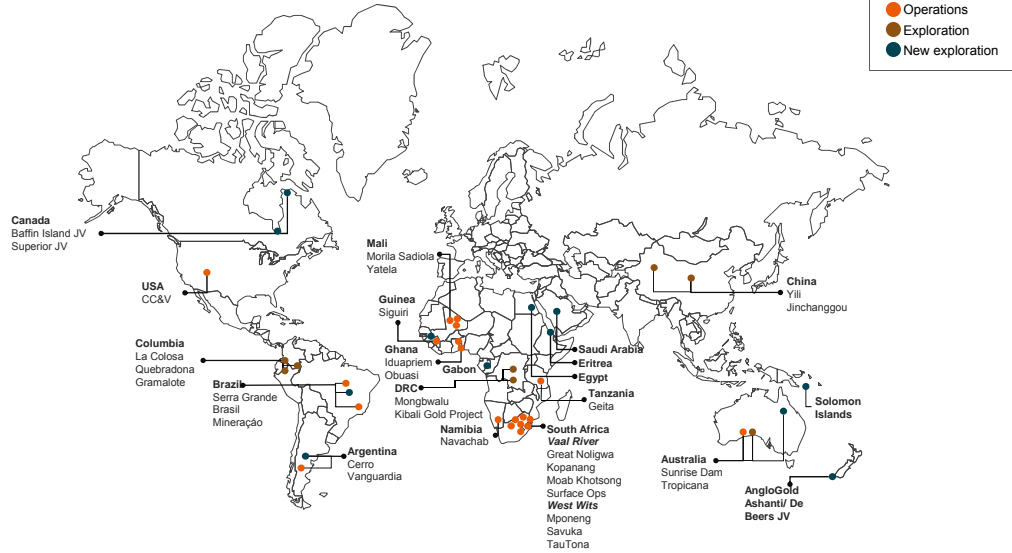 Operations
Exploration
New exploration
Canada
Baffin Island JV
Superior JV
USA
CC&V
Columbia
La Colosa
Quebradona
Gramalote
Brazil
Serra Grande
Brasil
Mineração
Argentina
Cerro
Vanguardia
Mali
Morila Sadiola
Yatela
Guinea
Siguiri
Ghana
Iduapriem
Obuasi
Gabon
DRC
Mongbwalu
Kibali Gold Project
Namibia
Navachab
Saudi Arabia
Eritrea
Egypt
Tanzania
Geita
South Africa
Vaal River
Great Noligwa
Kopanang
Moab Khotsong
Surface Ops
West Wits
Mponeng
Savuka
TauTona
China
Yili
Jinchanggou
Solomon
Islands
Australia
Sunrise Dam
Tropicana
AngloGold
Ashanti/ De
Beers JV